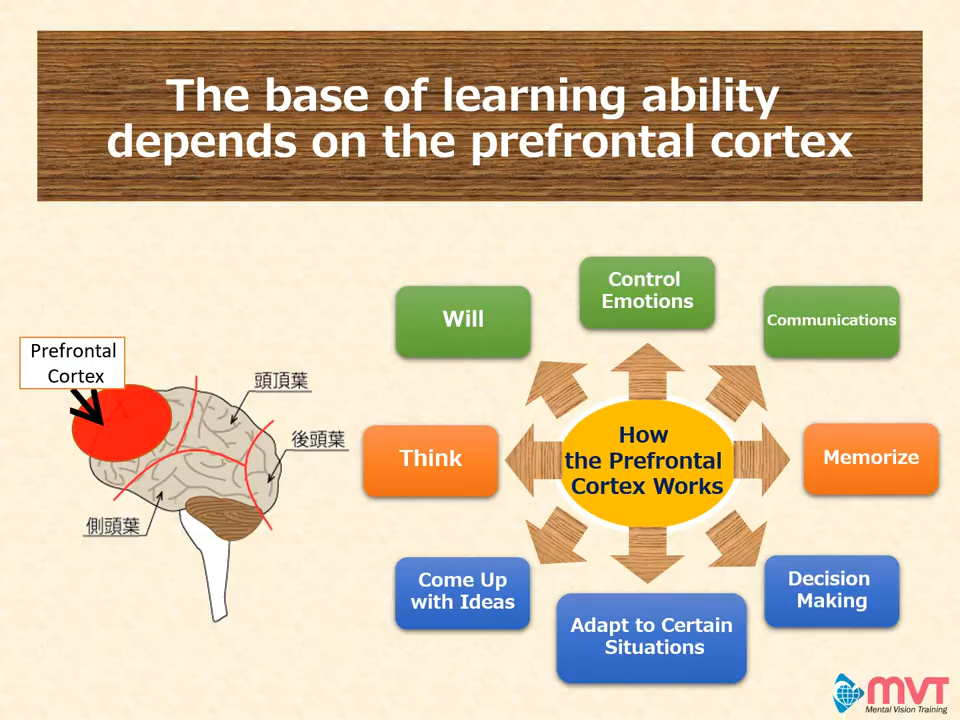 The base of learning ability
depends on the prefrontal cortex
Prefrontal
Cortex
頭頂葉
後頭葉
側頭葉
Will
Control
Emotions
Communications
Think
How
the Prefrontal
Cortex Works
Memorize
Come Up
with Ideas
Adapt to Certain
Situations
Decision
Making
MVT
Mental Vision Training